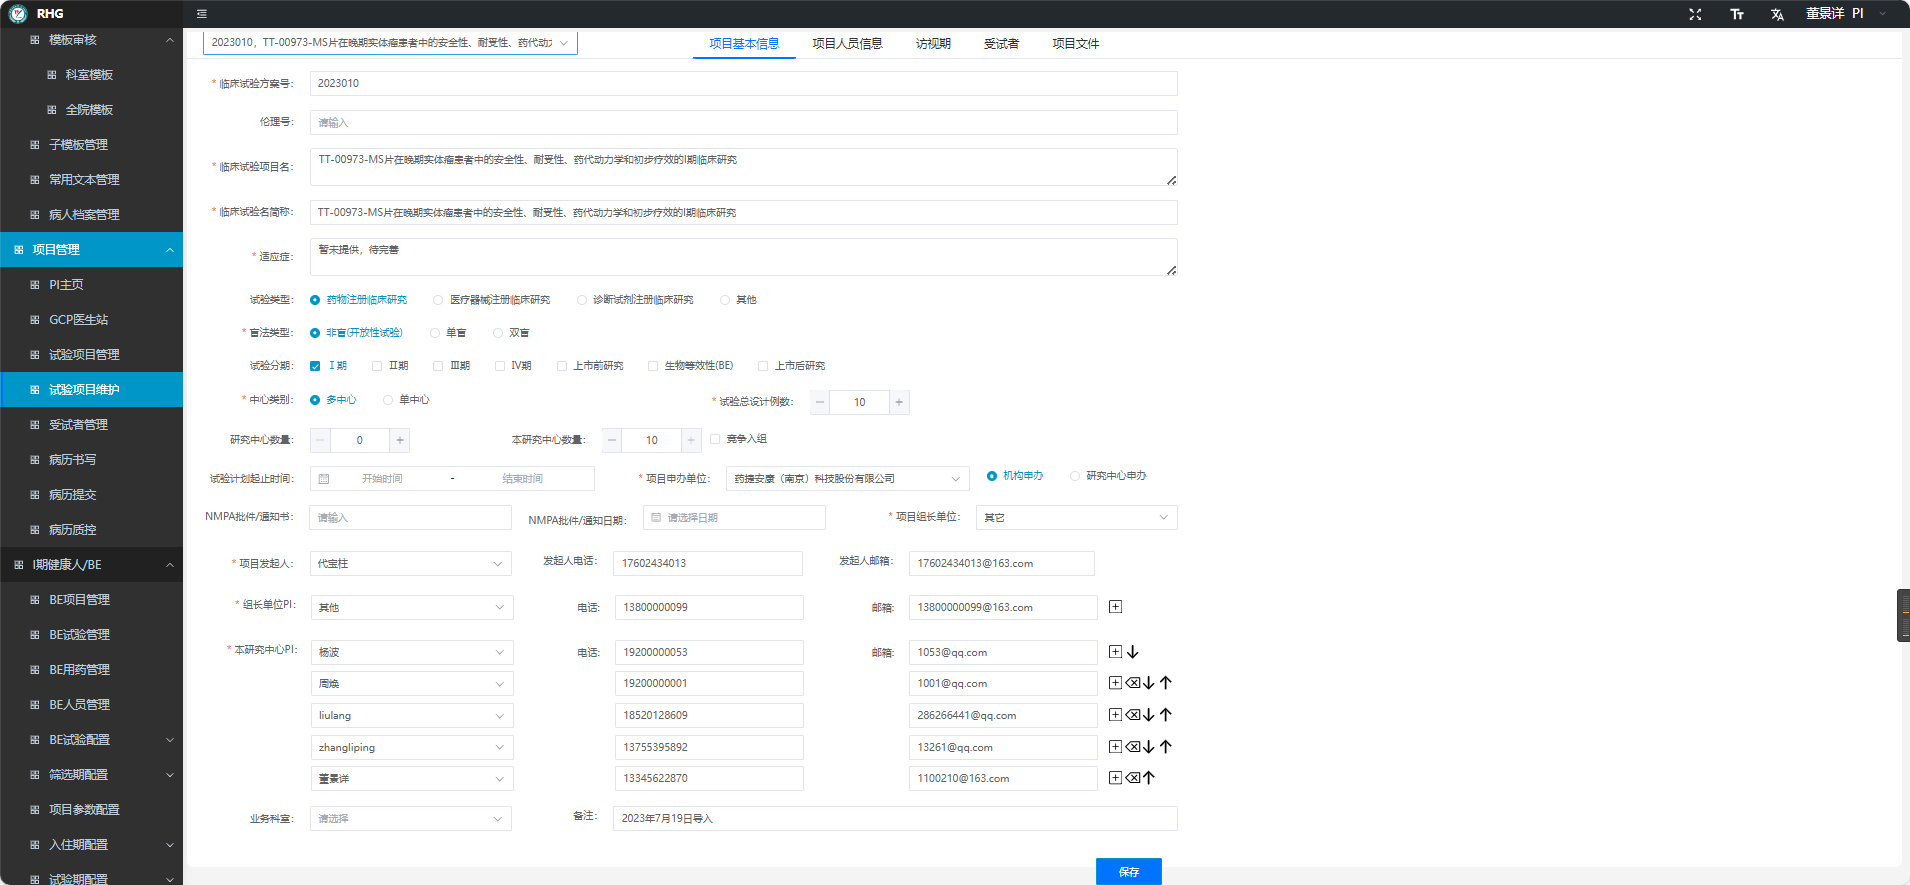 RHG
董景详 PI
模板审核
科室模板
全院模板
子模板管理
常用文本管理
病人档案管理
项目管理
PI主页
GCP医生站
试验项目管理
试验项目维护
受试者管理
病历书写
病历提交
病历质控
I期健康人/BE
BE项目管理
BE试验管理
BE用药管理
BE人员管理
BE试验配置
筛选期配置
项目参数配置
入住期配置
试验期配置
2023010，TT-00973-MS片在晚期实体瘤患者中的安全性、耐受性、药代动力
项目基本信息 项目人员信息 访视期 受试者 项目文件
* 临床试验方案号： 2023010
伦理号： 请输入
* 临床试验项目名： TT-00973-MS片在晚期实体瘤患者中的安全性、耐受性、药代动力学和初步疗效的I期临床研究
* 临床试验名简称： TT-00973-MS片在晚期实体瘤患者中的安全性、耐受性、药代动力学和初步疗效的I期临床研究
* 适应症： 暂未提供，待完善
试验类型： 药物注册临床研究 医疗器械注册临床研究 诊断试剂注册临床研究 其他
* 盲法类型： 非盲(开放性试验) 单盲 双盲
试验分期： Ⅰ期 Ⅱ期 Ⅲ期 Ⅳ期 上市前研究 生物等效性(BE) 上市后研究
* 中心类别： 多中心 单中心 * 试验总设计例数： 10
研究中心数量： 0 本研究中心数量： 10 竞争入组
试验计划起止时间： 开始时间 - 结束时间 * 项目申办单位： 药捷安康（南京）科技股份有限公司 机构申办 研究中心申办
NMPA批件/通知书： 请输入 NMPA批件/通知日期： 请选择日期 * 项目组长单位： 其它
* 项目发起人： 代宝柱 发起人电话： 17602434013 发起人邮箱： 17602434013@163.com
* 组长单位PI： 其他 电话： 13800000099 邮箱： 13800000099@163.com
* 本研究中心PI： 杨波 电话： 19200000053 邮箱： 1053@qq.com
周焕 19200000001 1001@qq.com
liulang 18520128609 286266441@qq.com
zhangliping 13755395892 13261@qq.com
董景详 13345622870 1100210@163.com
业务科室： 请选择 备注： 2023年7月19日导入
保存